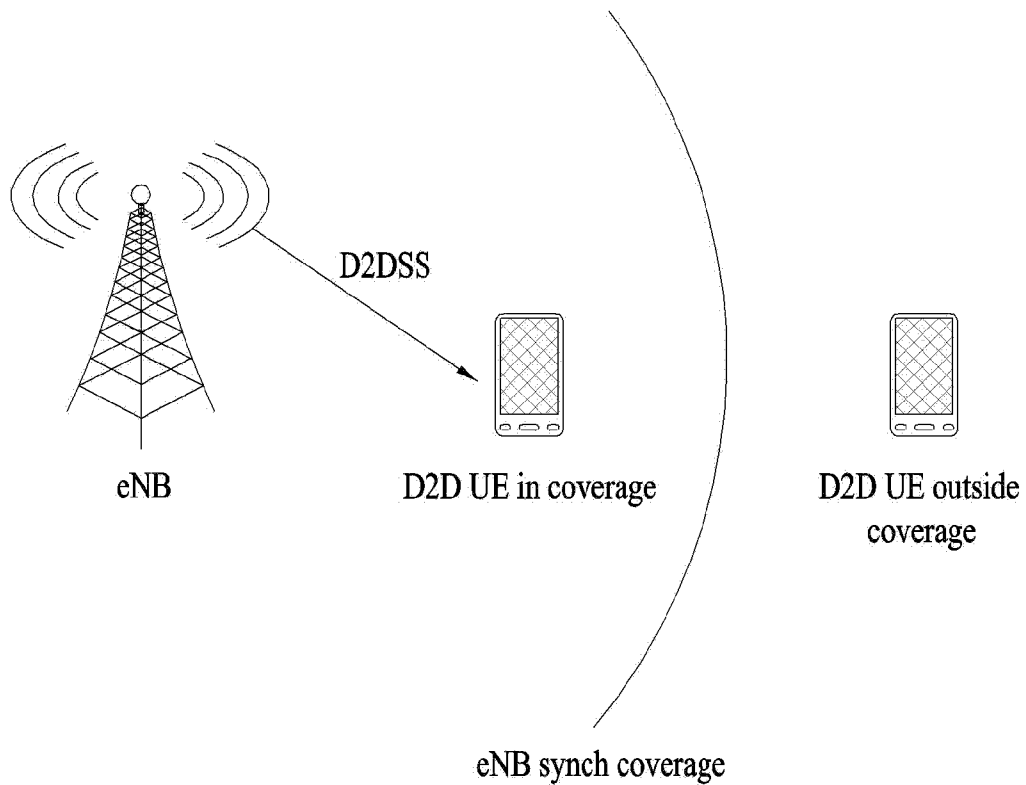 D2DSS
eNB
D2D UE in coverage
D2D UE outside
coverage
eNB synch coverage